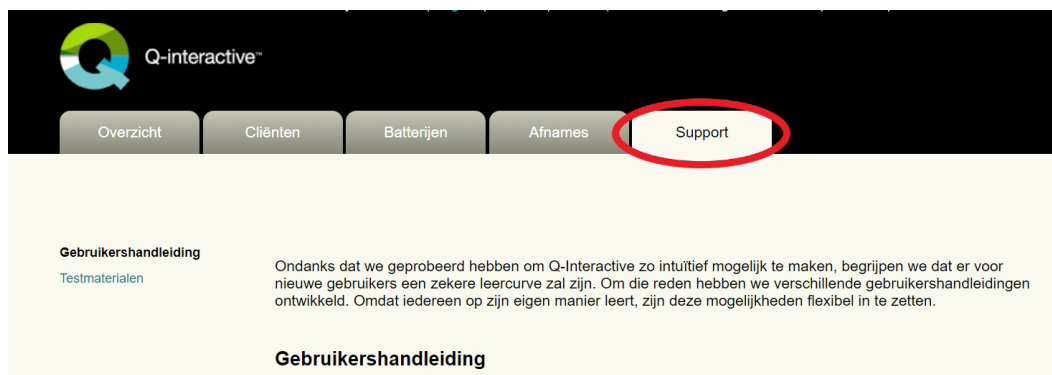 Q-interactive™
Overzicht Cliënten Batterijen Afnames Support
Gebruikershandleiding
Testmaterialen
Ondanks dat we geprobeerd hebben om Q-Interactive zo intuïtief mogelijk te maken, begrijpen we dat er voor
nieuwe gebruikers een zekere leercurve zal zijn. Om die reden hebben we verschillende gebruikershandleidingen
ontwikkeld. Omdat iedereen op zijn eigen manier leert, zijn deze mogelijkheden flexibel in te zetten.
Gebruikershandleiding